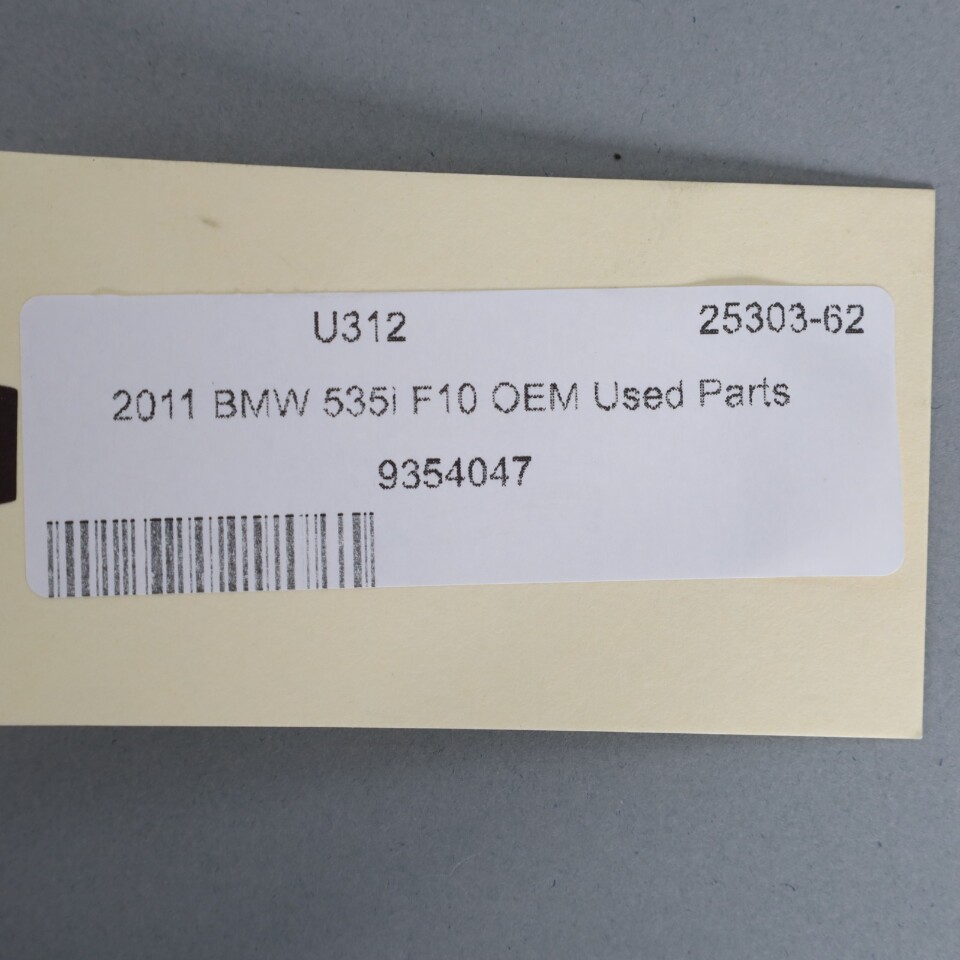 U312 25303-62
2011 BMW 535i F10 OEM Used Parts
9354047